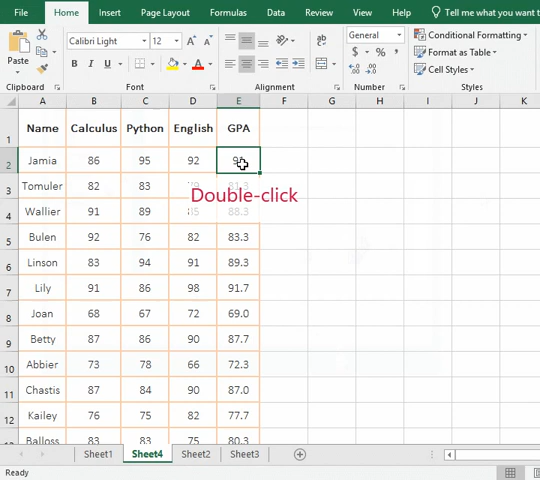 File Home Insert Page Layout Formulas Data Review View Help Tell me what you want
Calibri Light 12 A A General Conditional Formatting
Paste B I U A $ % , Format as Table
.00 .0 Cell Styles
Clipboard Font Alignment Number Styles
A B C D E F G H I J K
1 Name Calculus Python English GPA
2 Jamia 86 95 92
3 Tomuler 82 83 81.3
Double-click
4 Wallier 91 89 88.3
5 Bulen 92 76 82 83.3
6 Linson 83 94 91 89.3
7 Lily 91 86 98 91.7
8 Joan 68 67 72 69.0
9 Betty 87 86 90 87.7
10 Abbier 73 78 66 72.3
11 Chastis 87 84 90 87.0
12 Kailey 76 75 82 77.7
13 Balloss 83 83 75 80.3
Sheet1 Sheet4 Sheet2 Sheet3
Ready